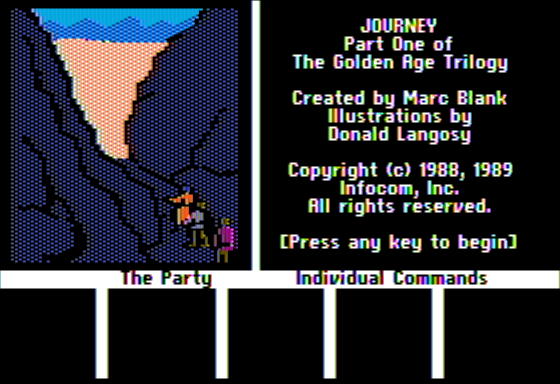 JOURNEY
Part One of
The Golden Age Trilogy
Created by Marc Blank
Illustrations by
Donald Langosy
Copyright (c) 1988, 1989
Infocom, Inc.
All rights reserved.
[Press any key to begin]
The Party
Individual Commands